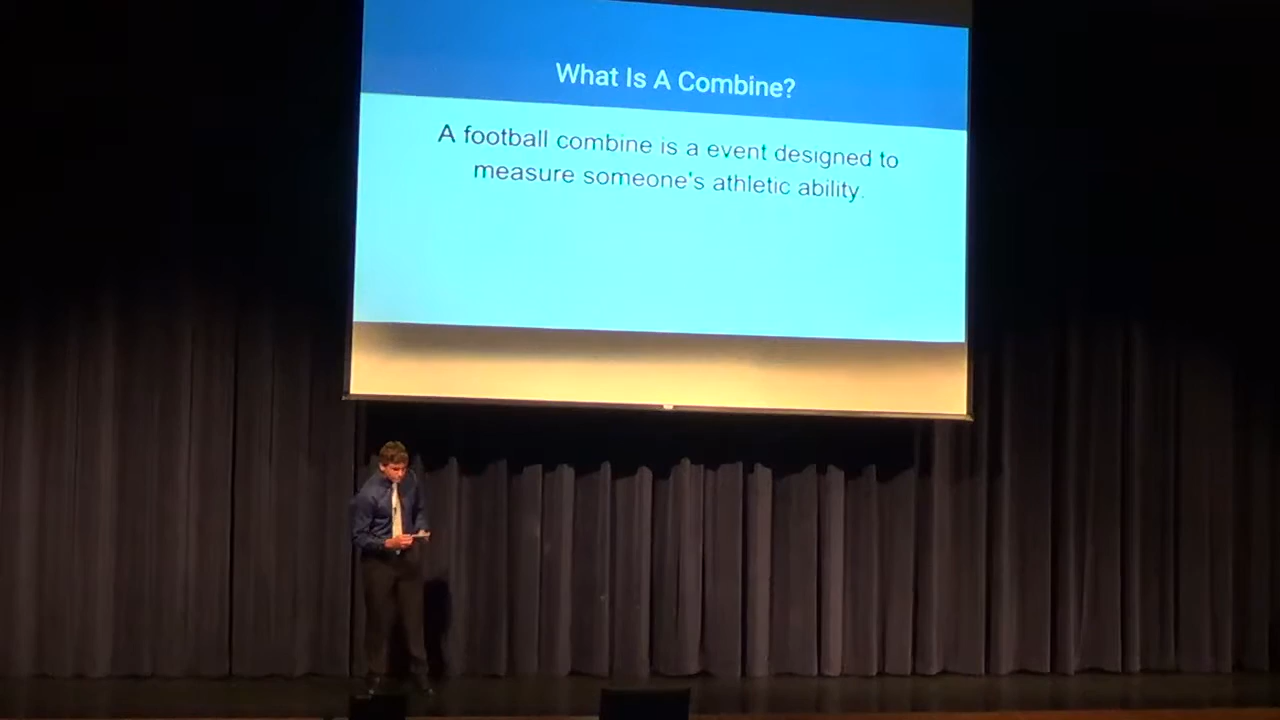 What Is A Combine?
A football combine is a event designed to
measure someone's athletic ability.